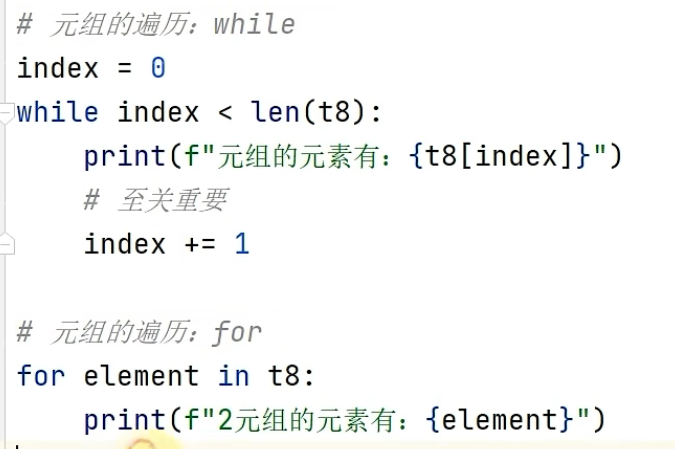 # 元组的遍历：while
index = 0
while index < len(t8):
    print(f"元组的元素有：{t8[index]}")
    # 至关重要
    index += 1
# 元组的遍历：for
for element in t8:
    print(f"2元组的元素有：{element}")